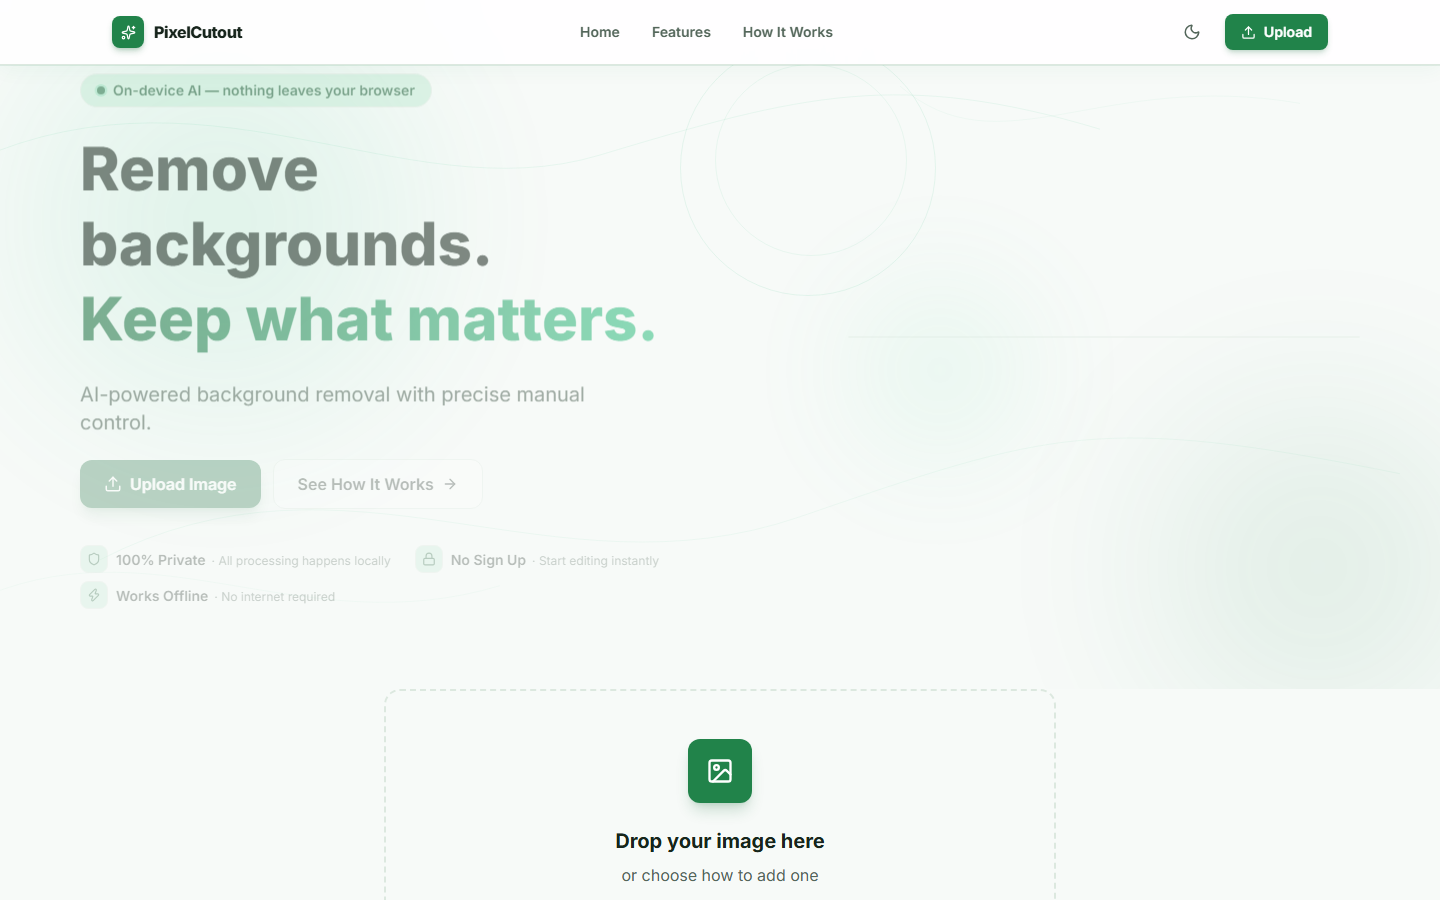 PixelCutout
Home
Features
How It Works
Upload
On-device AI — nothing leaves your browser
Remove
backgrounds.
Keep what matters.
AI-powered background removal with precise manual
control.
Upload Image
See How It Works
100% Private · All processing happens locally
No Sign Up · Start editing instantly
Works Offline · No internet required
Drop your image here
or choose how to add one